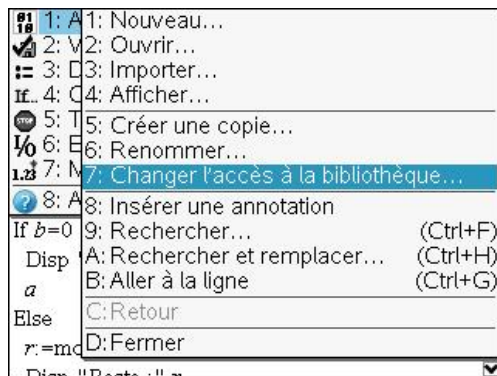 1: A
2: V
3: D
4: C
5: T
6: E
7: N
8: A
1: Nouveau...
2: Ouvrir...
3: Importer...
4: Afficher...
5: Créer une copie...
6: Renommer...
7: Changer l'accès à la bibliothèque...
8: Insérer une annotation
9: Rechercher... (Ctrl+F)
A: Rechercher et remplacer... (Ctrl+H)
B: Aller à la ligne (Ctrl+G)
C: Retour
D: Fermer
If b=0
Disp
a
Else
r:=mo